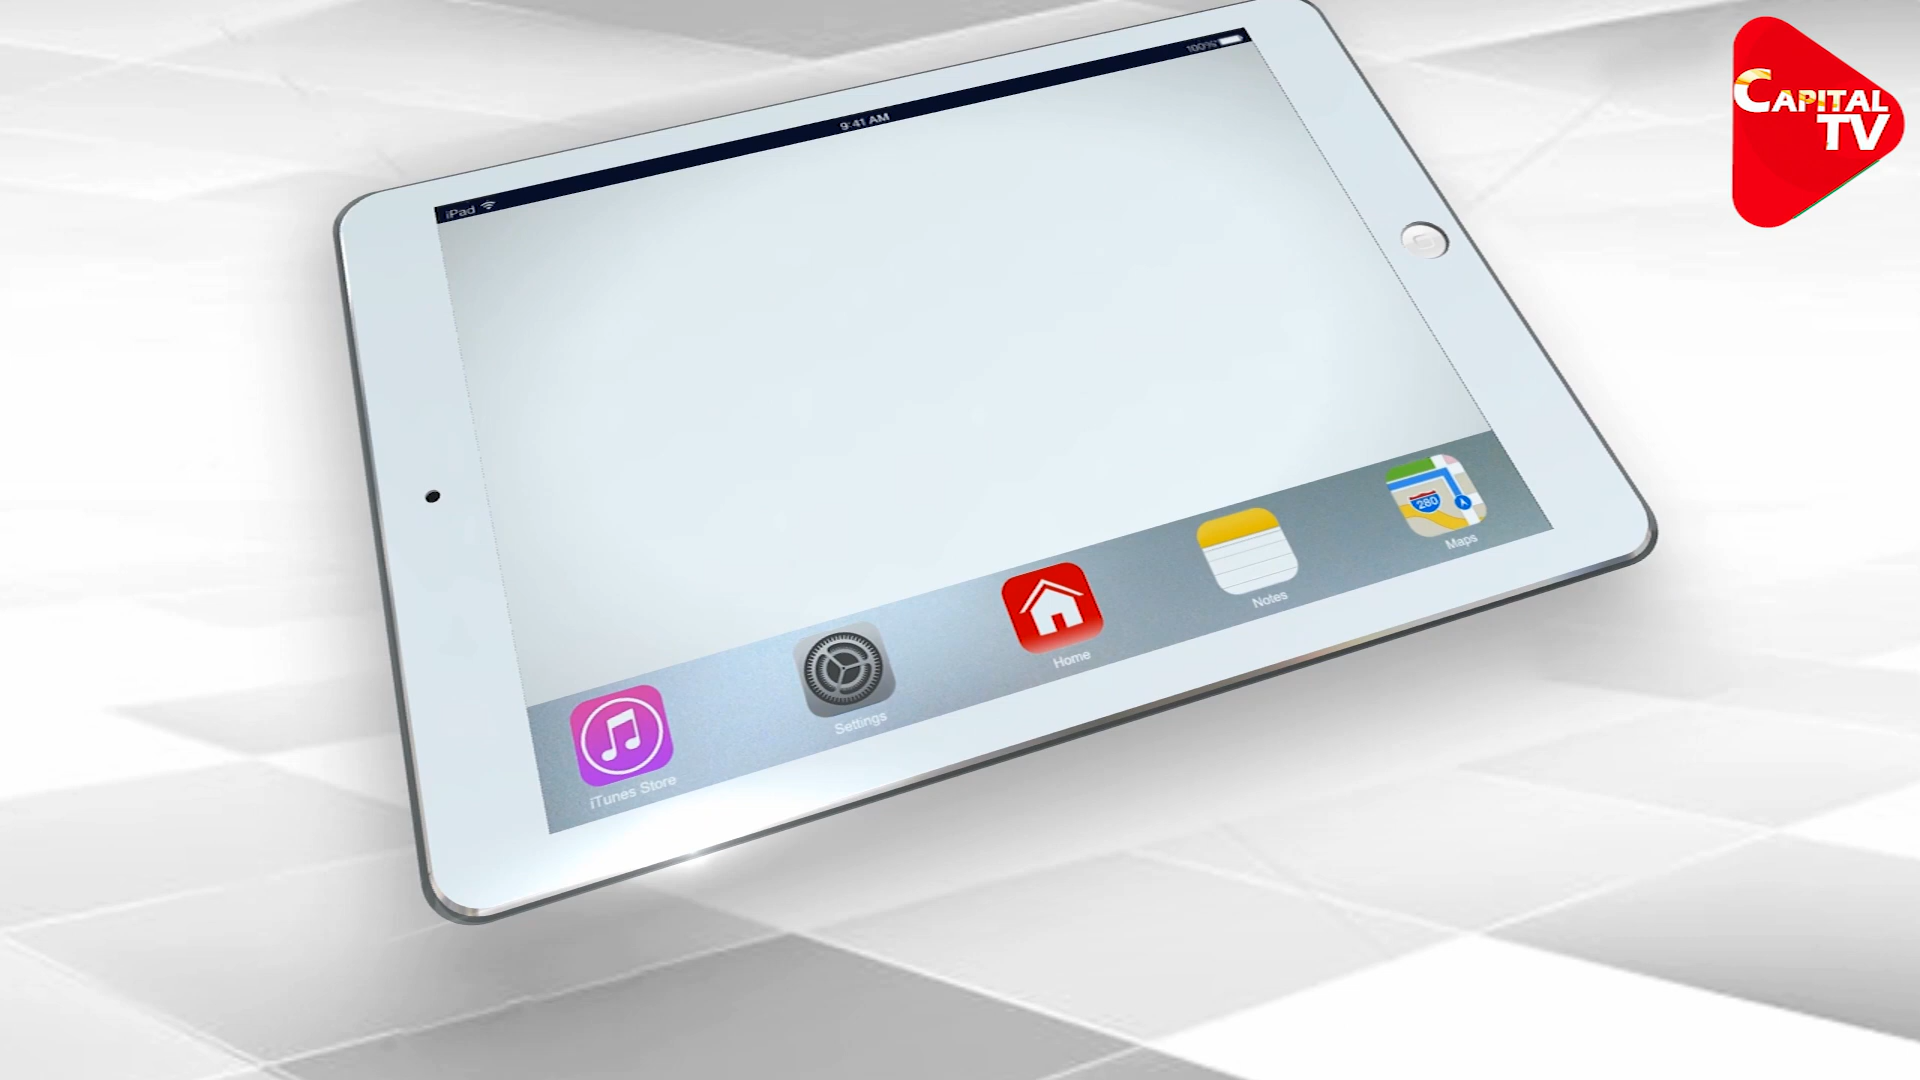 CAPITAL
TV
iPad
9:41 AM
100%
iTunes Store
Settings
Home
Notes
280
Maps